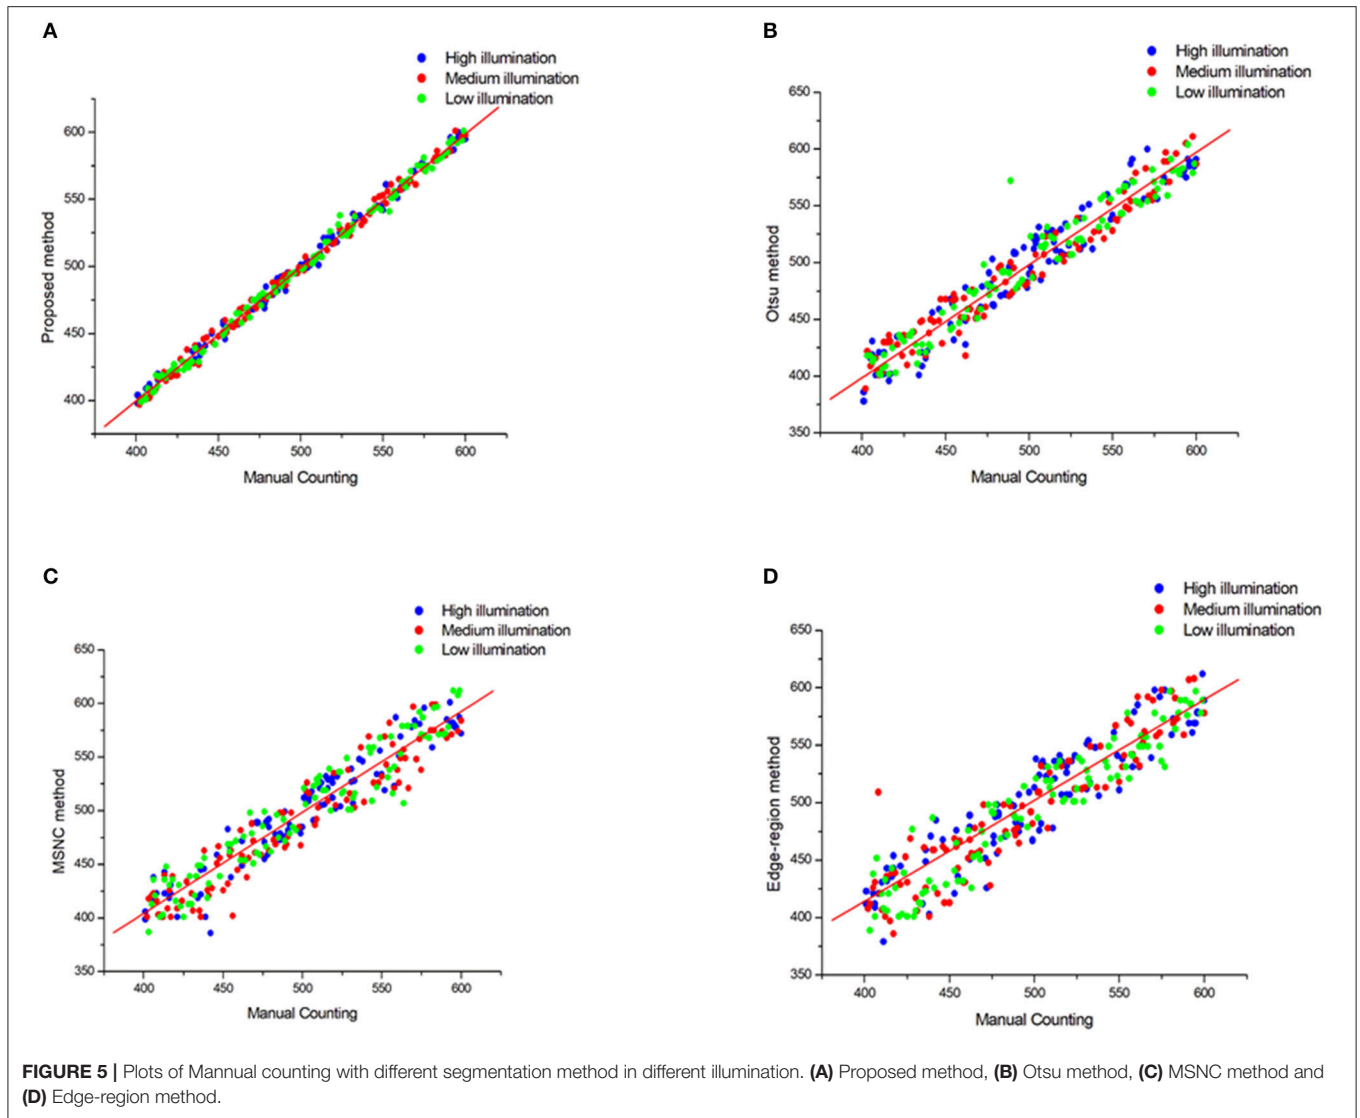 A
High illumination
Medium illumination
Low illumination
600
550
500
450
400
Proposed method
400 450 500 550 600
Manual Counting
B
High illumination
Medium illumination
Low illumination
650
600
550
500
450
400
350
Otsu method
400 450 500 550 600
Manual Counting
C
High illumination
Medium illumination
Low illumination
650
600
550
500
450
400
350
MSNC method
400 450 500 550 600
Manual Counting
D
High illumination
Medium illumination
Low illumination
650
600
550
500
450
400
350
Edge-region method
400 450 500 550 600
Manual Counting
FIGURE 5 | Plots of Mannual counting with different segmentation method in different illumination. (A) Proposed method, (B) Otsu method, (C) MSNC method and
(D) Edge-region method.